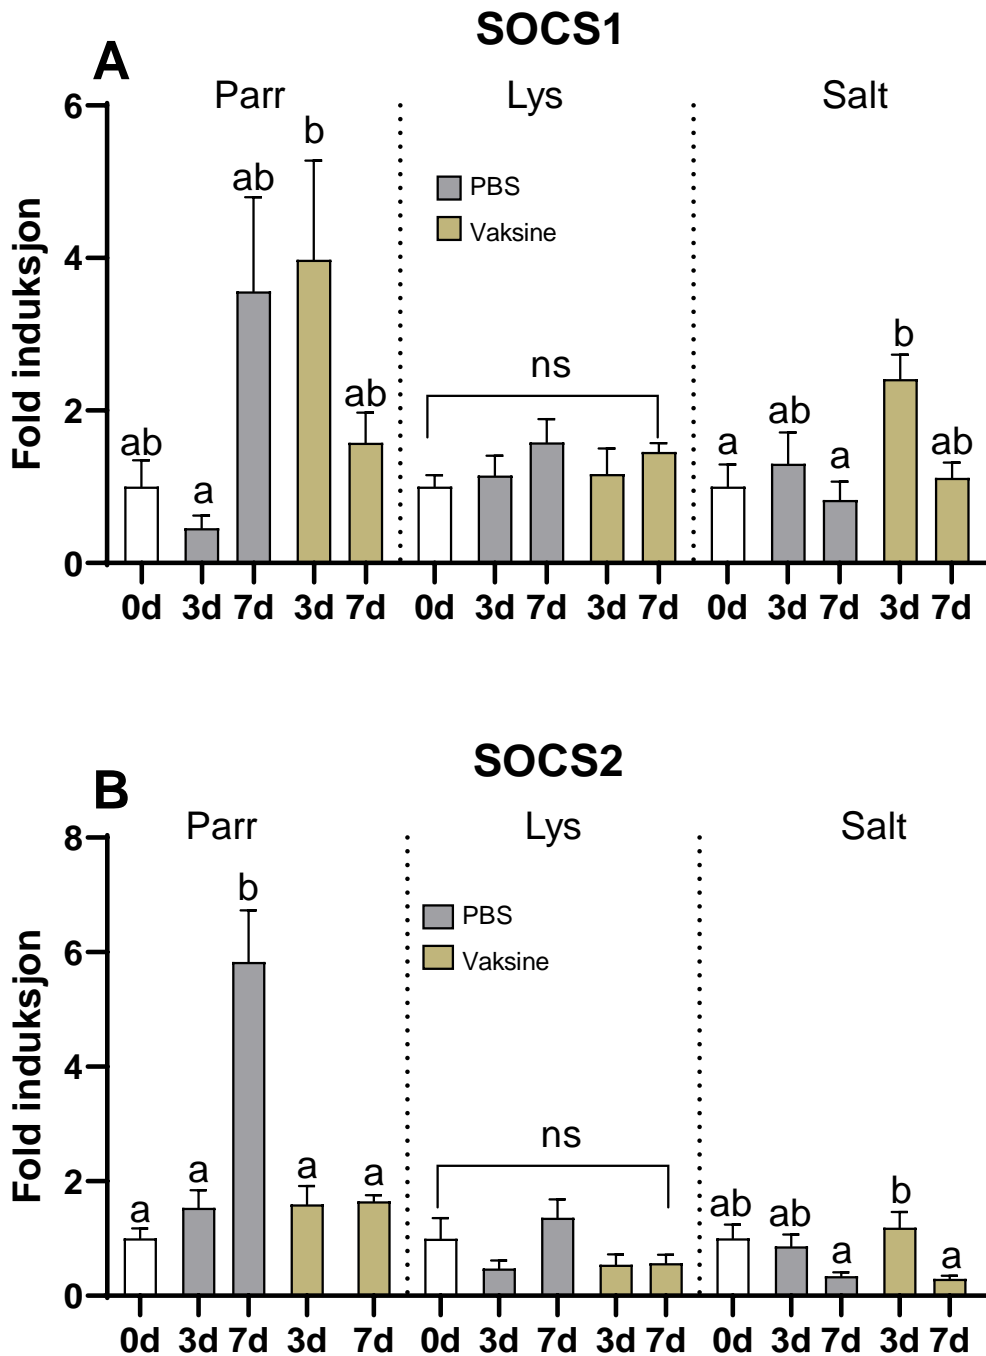 SOCS1
A
Parr Lys Salt
6
4
2
0
Fold induksjon
ab a ab b ab
ns
a ab a b ab
PBS
Vaksine
0d 3d 7d 3d 7d 0d 3d 7d 3d 7d 0d 3d 7d 3d 7d
SOCS2
B
Parr Lys Salt
8
6
4
2
0
Fold induksjon
a a b a a
ns
ab ab a b a
PBS
Vaksine
0d 3d 7d 3d 7d 0d 3d 7d 3d 7d 0d 3d 7d 3d 7d